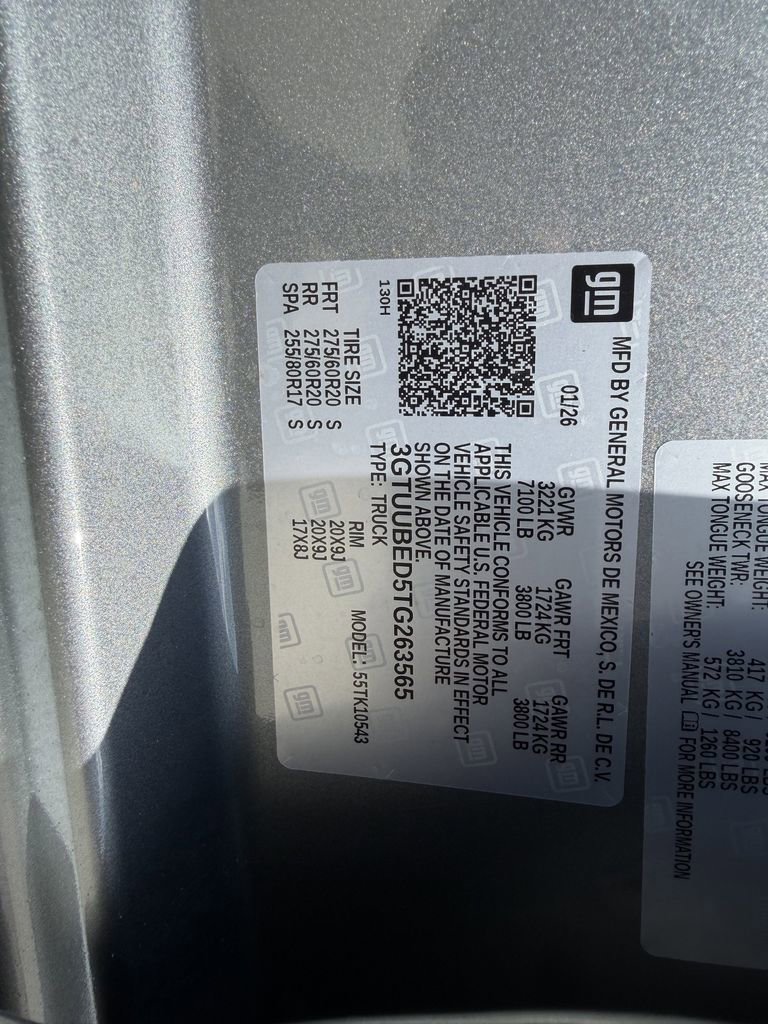 gm
MFD BY GENERAL MOTORS DE MEXICO, S. DE R.L. DE C.V.
01/26
GVWR GAWR FRT GAWR RR
3221 KG 1724 KG 1724 KG
7100 LB 3800 LB 3800 LB
THIS VEHICLE CONFORMS TO ALL
APPLICABLE U.S. FEDERAL MOTOR
VEHICLE SAFETY STANDARDS IN EFFECT
ON THE DATE OF MANUFACTURE
SHOWN ABOVE.
3GTUUBED5TG263565
TYPE: TRUCK
130H
MODEL: 55TK10543
TIRE SIZE RIM
FRT 275/60R20 S 20X9J
RR 275/60R20 S 20X9J
SPA 255/80R17 S 17X8J
MAX TONGUE WEIGHT: 417 KG / 920 LBS
GOOSENECK TWR: 3810 KG / 8400 LBS
MAX TONGUE WEIGHT: 572 KG / 1260 LBS
SEE OWNER'S MANUAL FOR MORE INFORMATION